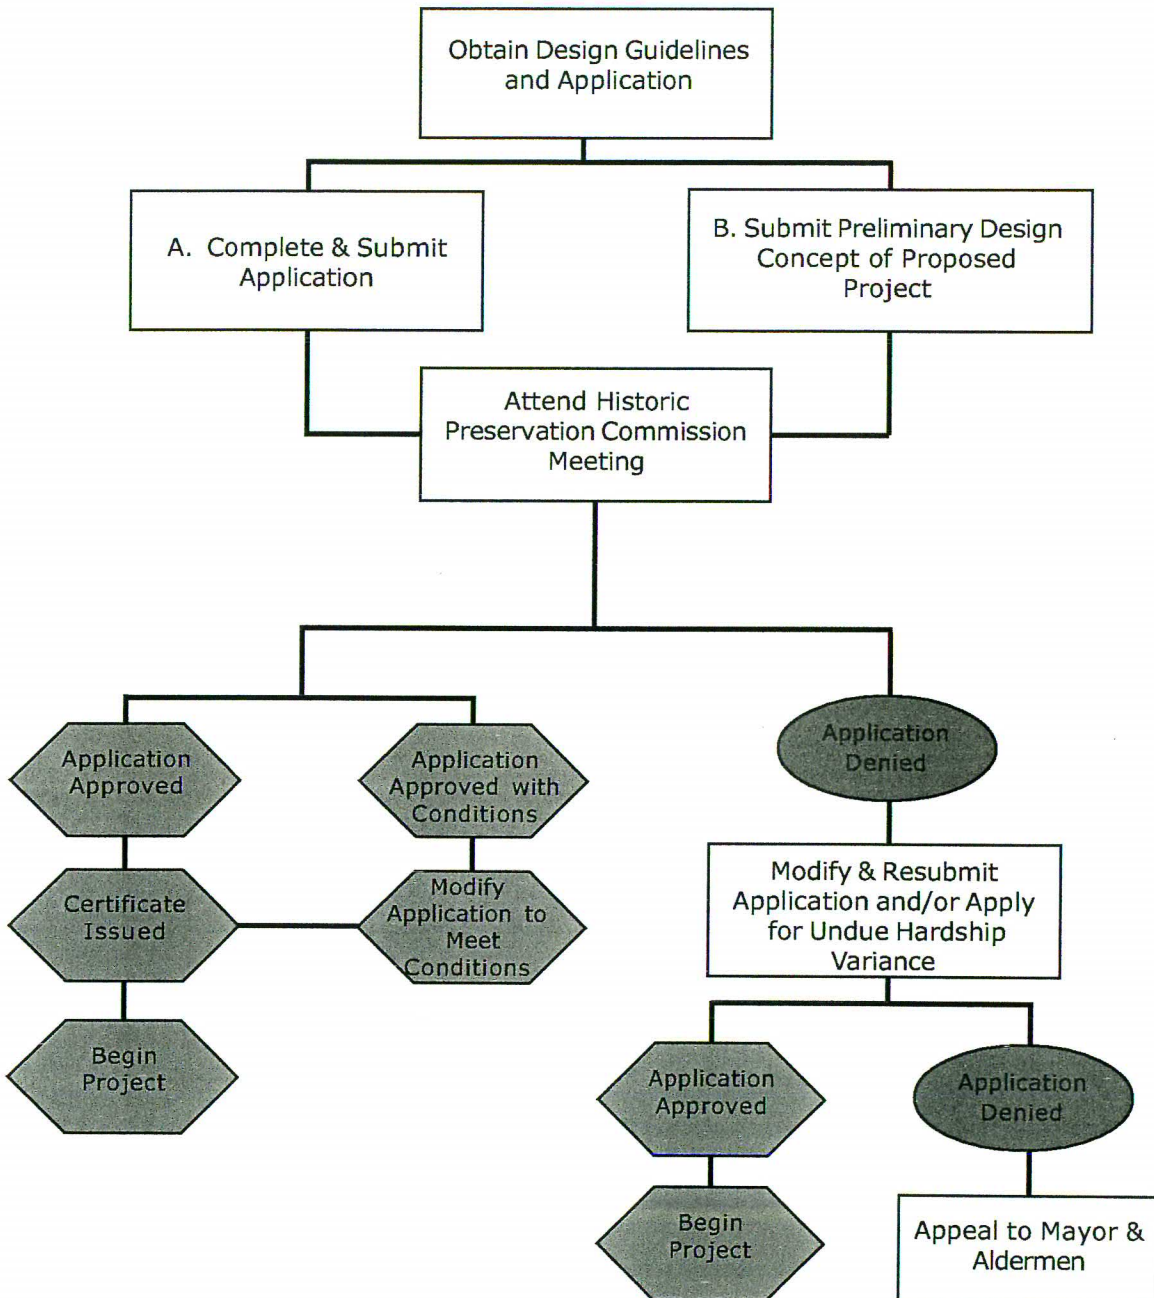 Obtain Design Guidelines
and Application
A. Complete & Submit
Application
B. Submit Preliminary Design
Concept of Proposed
Project
Attend Historic
Preservation Commission
Meeting
Application
Approved
Application
Approved with
Conditions
Application
Denied
Certificate
Issued
Modify
Application to
Meet
Conditions
Modify & Resubmit
Application and/or Apply
for Undue Hardship
Variance
Begin
Project
Application
Approved
Application
Denied
Begin
Project
Appeal to Mayor &
Aldermen